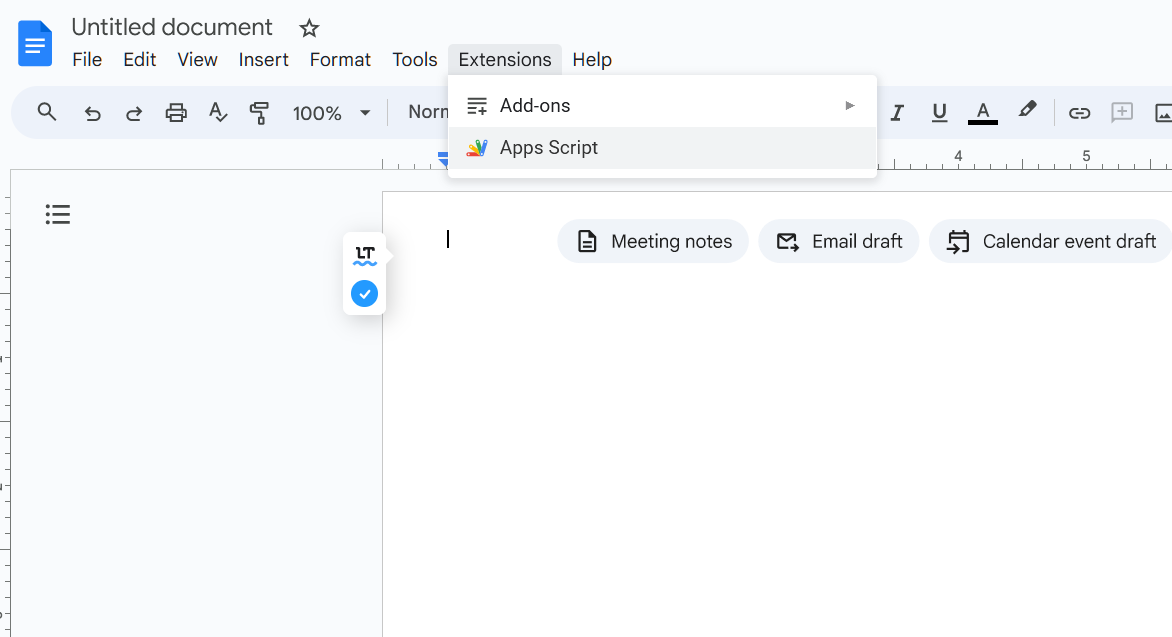 Untitled document
File Edit View Insert Format Tools Extensions Help
100% Norm
Add-ons
Apps Script
4 5
LT
Meeting notes Email draft Calendar event draft